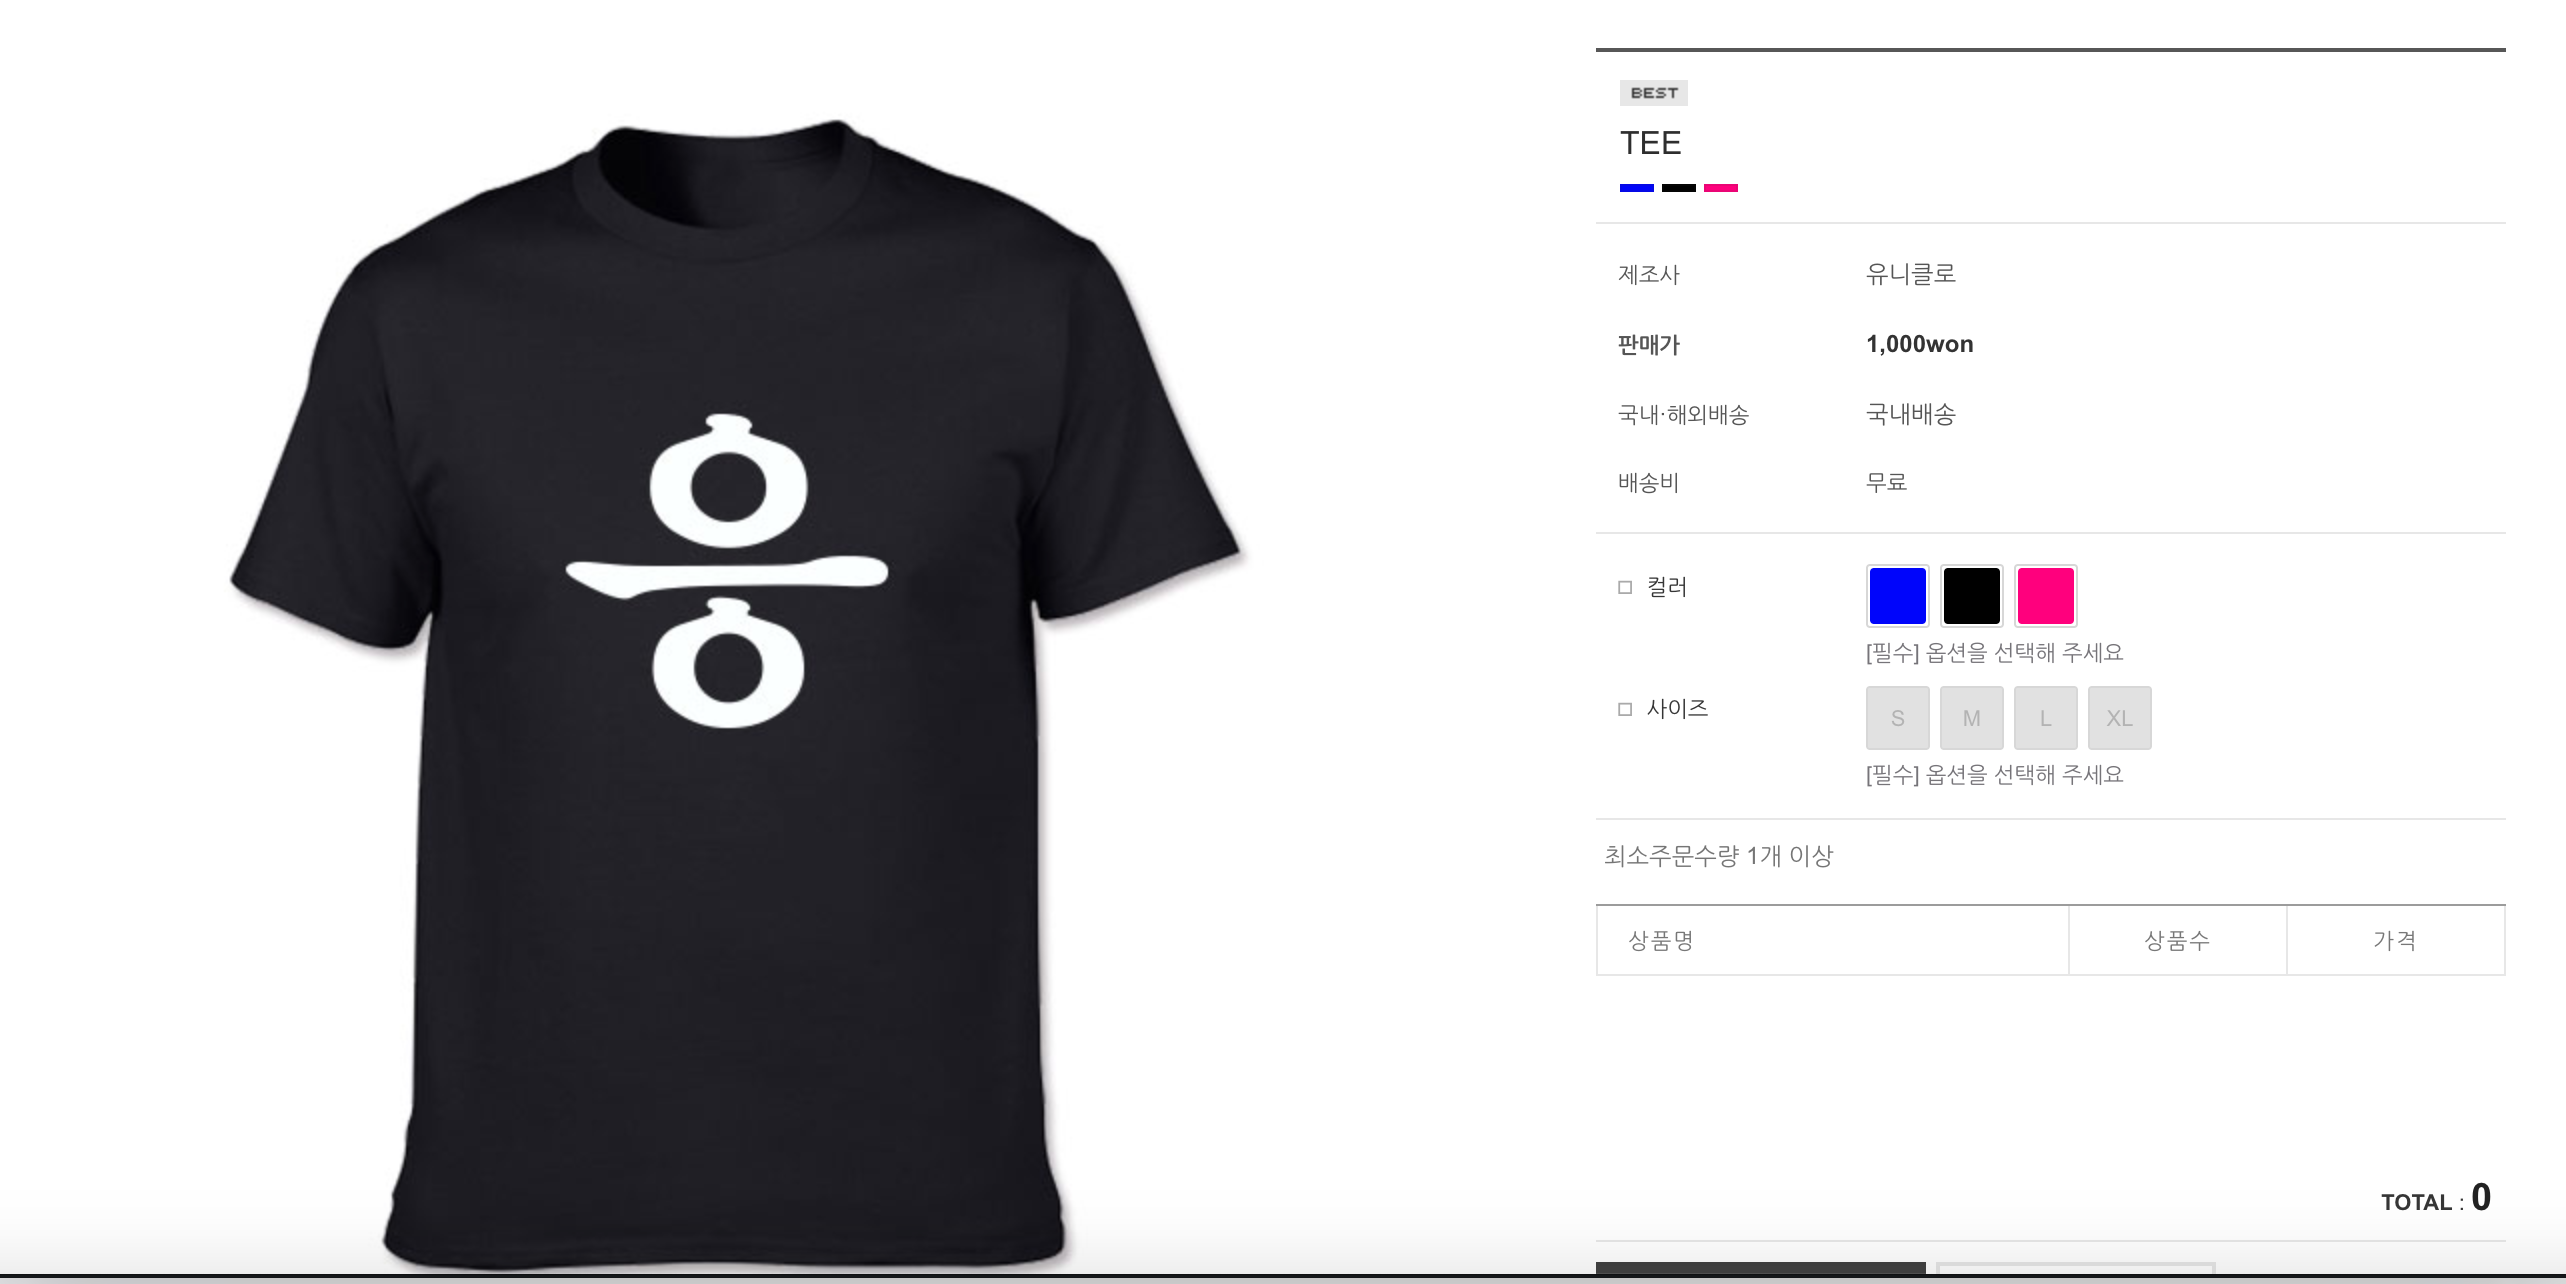 응
BEST
TEE
제조사 유니클로
판매가 1,000won
국내·해외배송 국내배송
배송비 무료
컬러
[필수] 옵션을 선택해 주세요
사이즈 S M L XL
[필수] 옵션을 선택해 주세요
최소주문수량 1개 이상
상품명 상품수 가격
TOTAL : 0